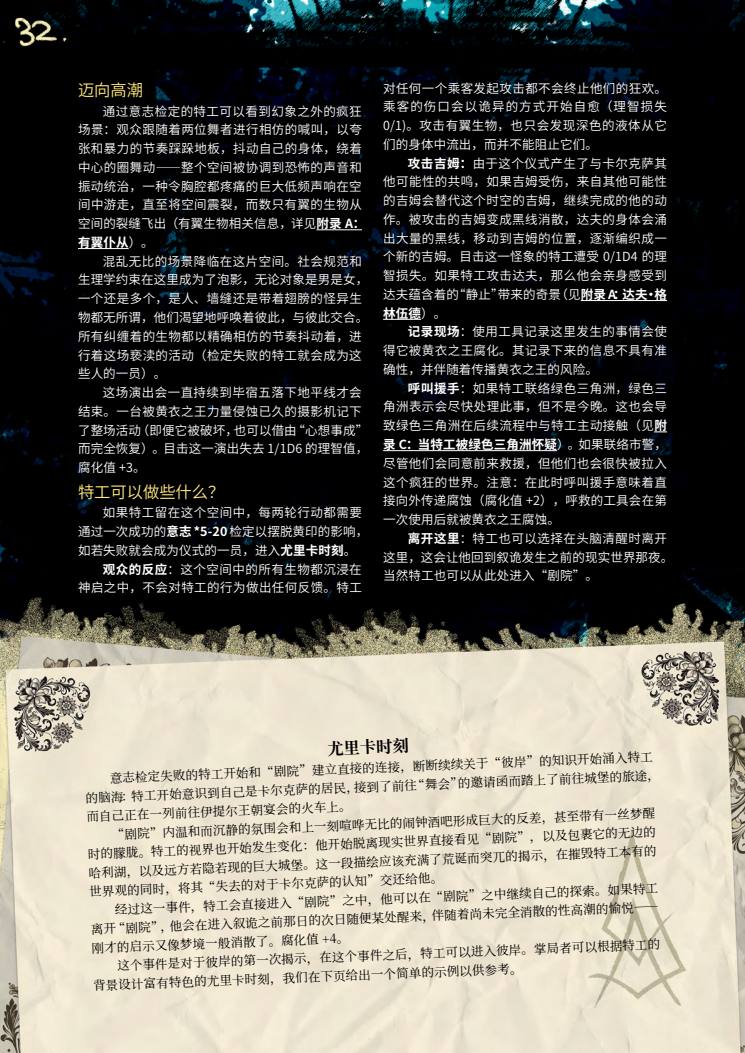 32.
迈向高潮
通过意志检定的特工可以看到幻象之外的疯狂
场景：观众跟随着两位舞者进行相仿的喊叫，以夸
张和暴力的节奏踩踩地板，抖动自己的身体，绕着
中心的圈舞动——整个空间被协调到恐怖的声音和
振动统治，一种令胸腔都疼痛的巨大低频声响在空
间中游走，直至将空间震裂，而数只有翼的生物从
空间的裂缝飞出（有翼生物相关信息，详见附录 A：
有翼仆从）。
混乱无比的场景降临在这片空间。社会规范和
生理学约束在这里成为了泡影，无论对象是男是女，
一个还是多个，是人、墙缝还是带着翅膀的怪异生
物都无所谓，他们渴望地呼唤着彼此，与彼此交合。
所有纠缠着的生物都以精确相仿的节奏抖动着，进
行着这场亵渎的活动（检定失败的特工就会成为这
些人的一员）。
这场演出会一直持续到毕宿五落下地平线才会
结束。一台被黄衣之王力量侵蚀已久的摄影机记下
了整场活动（即便它被破坏，也可以借由“心想事成”
而完全恢复）。目击这一演出失去 1/1D6 的理智值，
腐化值 +3。
特工可以做些什么？
如果特工留在这个空间中，每两轮行动都需要
通过一次成功的意志 *5-20 检定以摆脱黄印的影响，
如若失败就会成为仪式的一员，进入尤里卡时刻。
观众的反应：这个空间中的所有生物都沉浸在
神启之中，不会对特工的行为做出任何反馈。特工
对任何一个乘客发起攻击都不会终止他们的狂欢。
乘客的伤口会以诡异的方式开始自愈（理智损失
0/1）。攻击有翼生物，也只会发现深色的液体从它
们的身体中流出，而并不能阻止它们。
攻击吉姆：由于这个仪式产生了与卡尔克萨其
他可能性的共鸣，如果吉姆受伤，来自其他可能性
的吉姆会替代这个时空的吉姆，继续完成的他的动
作。被攻击的吉姆变成黑线消散，达夫的身体会涌
出大量的黑线，移动到吉姆的位置，逐渐编织成一
个新的吉姆。目击这一怪象的特工遭受 0/1D4 的理
智损失。如果特工攻击达夫，那么他会亲身感受到
达夫蕴含着的“静止”带来的奇景（见附录 A：达夫·格
林伍德）。
记录现场：使用工具记录这里发生的事情会使
得它被黄衣之王腐化。其记录下来的信息不具有准
确性，并伴随着传播黄衣之王的风险。
呼叫援手：如果特工联络绿色三角洲，绿色三
角洲表示会尽快处理此事，但不是今晚。这也会导
致绿色三角洲在后续流程中与特工主动接触（见附
录 C：当特工被绿色三角洲怀疑）。如果联络市警，
尽管他们会同意前来救援，但他们也会很快被拉入
这个疯狂的世界。注意：在此时呼叫援手意味着直
接向外传递腐蚀（腐化值 +2），呼救的工具会在第
一次使用后就被黄衣之王腐蚀。
离开这里：特工也可以选择在头脑清醒时离开
这里，这会让他回到叙诡发生之前的现实世界那夜。
当然特工也可以从此处进入“剧院”。
尤里卡时刻
意志检定失败的特工开始和“剧院”建立直接的连接，断断续续关于“彼岸”的知识开始涌入特工
的脑海：特工开始意识到自己是卡尔克萨的居民，接到了前往“舞会”的邀请函而踏上了前往城堡的旅途，
而自己正在一列前往伊提尔王朝宴会的火车上。
“剧院”内温和而沉静的氛围会和上一刻喧哗无比的闹钟酒吧形成巨大的反差，甚至带有一丝梦醒
时的朦胧。特工的视界也开始发生变化：他开始脱离现实世界直接看见“剧院”，以及包裹它的无边的
哈利湖，以及远方若隐若现的巨大城堡。这一段描绘应该充满了荒诞而突兀的揭示，在摧毁特工本有的
世界观的同时，将其“失去的对于卡尔克萨的认知”交还给他。
经过这一事件，特工会直接进入“剧院”之中，他可以在“剧院”之中继续自己的探索。如果特工
离开“剧院”，他会在进入叙诡之前那日的次日随便某处醒来，伴随着尚未完全消散的性高潮的愉悦——
刚才的启示又像梦境一般消散了。腐化值 +4。
这个事件是对于彼岸的第一次揭示，在这个事件之后，特工可以进入彼岸。掌局者可以根据特工的
背景设计富有特色的尤里卡时刻，我们在下页给出一个简单的示例以供参考。